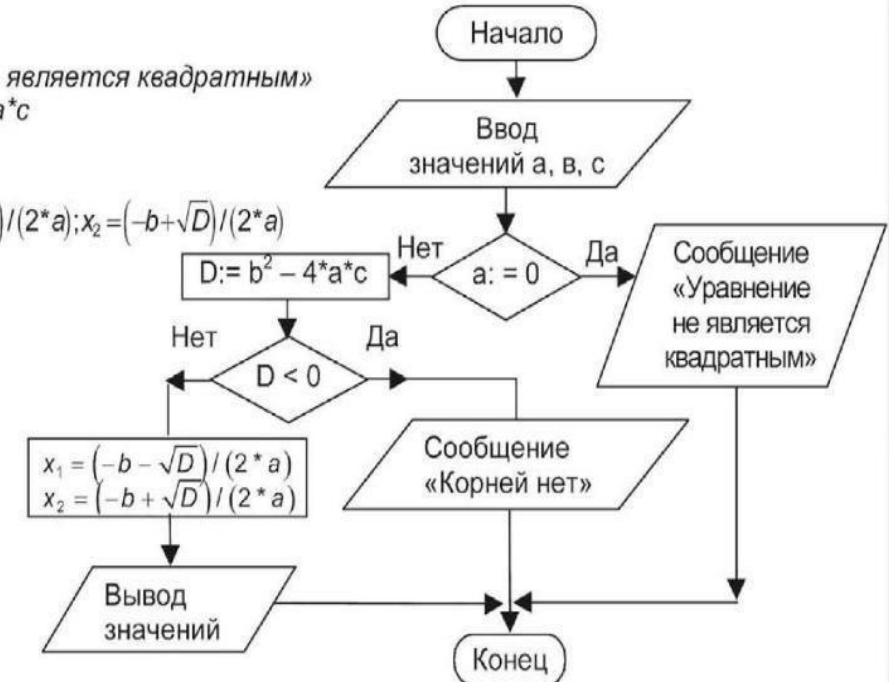 является квадратным»
a*c
)/(2*a);x₂=(–b+√D)/(2*a)
Начало
Ввод
значений а, в, с
Нет
a: = 0
Да
D:= b² – 4*a*c
Сообщение
«Уравнение
не является
квадратным»
Нет
D < 0
Да
x₁ = (–b – √D)/(2 * a)
x₂ = (–b + √D)/(2 * a)
Сообщение
«Корней нет»
Вывод
значений
Конец